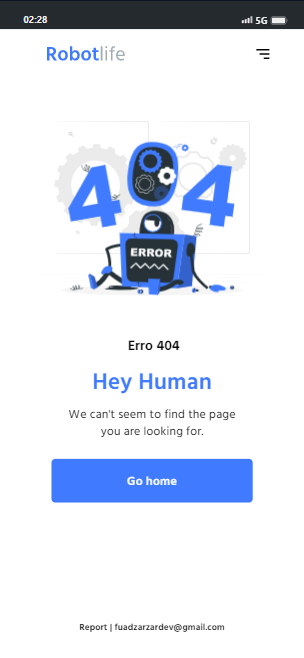 02:28
5G
Robotlife
404
ERROR
Erro 404
Hey Human
We can't seem to find the page
you are looking for.
Go home
Report | fuadzarzardev@gmail.com